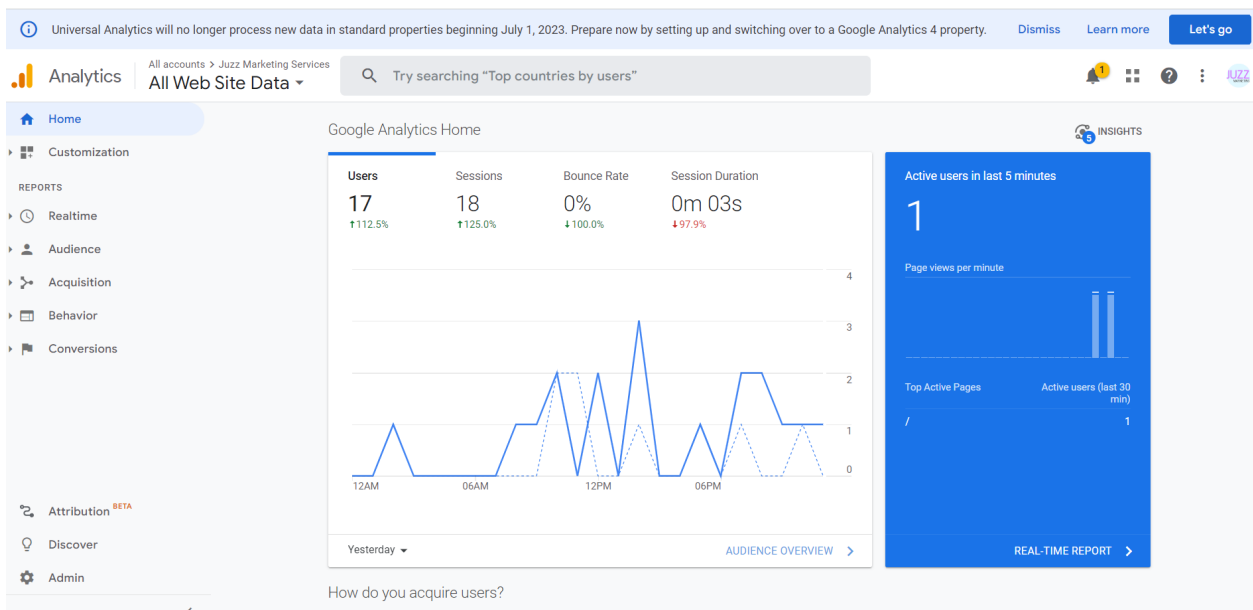 Universal Analytics will no longer process new data in standard properties beginning July 1, 2023. Prepare now by setting up and switching over to a Google Analytics 4 property. Dismiss Learn more Let's go
Analytics
All accounts > Juzz Marketing Services
All Web Site Data
Try searching “Top countries by users”
1
JUZZ
Home
Customization
REPORTS
Realtime
Audience
Acquisition
Behavior
Conversions
Attribution BETA
Discover
Admin
Google Analytics Home
5 INSIGHTS
Users Sessions Bounce Rate Session Duration
17 18 0% 0m 03s
↑112.5% ↑125.0% ↓100.0% ↓97.9%
4
3
2
1
0
12AM 06AM 12PM 06PM
Yesterday AUDIENCE OVERVIEW
Active users in last 5 minutes
1
Page views per minute
Top Active Pages Active users (last 30
min)
/ 1
REAL-TIME REPORT
How do you acquire users?